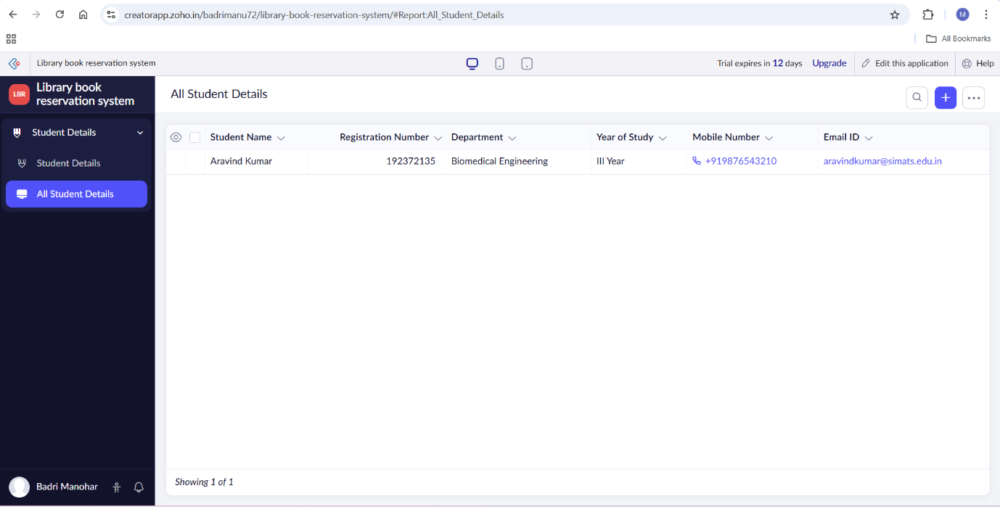 creatorapp.zoho.in/badrimanu72/library-book-reservation-system/#Report:All_Student_Details
M
All Bookmarks
Library book reservation system
Trial expires in 12 days
Upgrade
Edit this application
Help
LBR
Library book
reservation system
Student Details
Student Details
All Student Details
All Student Details
Student Name
Registration Number
Department
Year of Study
Mobile Number
Email ID
Aravind Kumar
192372135
Biomedical Engineering
III Year
+919876543210
aravindkumar@simats.edu.in
Showing 1 of 1
Badri Manohar